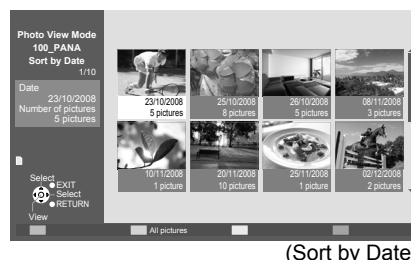 Photo View Mode
100_PANA
Sort by Date
1/10
Date
23/10/2008
Number of pictures
5 pictures
Select
EXIT
Select
RETURN
View
23/10/2008
5 pictures
25/10/2008
8 pictures
26/10/2008
5 pictures
08/11/2008
3 pictures
10/11/2008
1 picture
20/11/2008
10 pictures
25/11/2008
1 picture
02/12/2008
2 pictures
All pictures
(Sort by Date